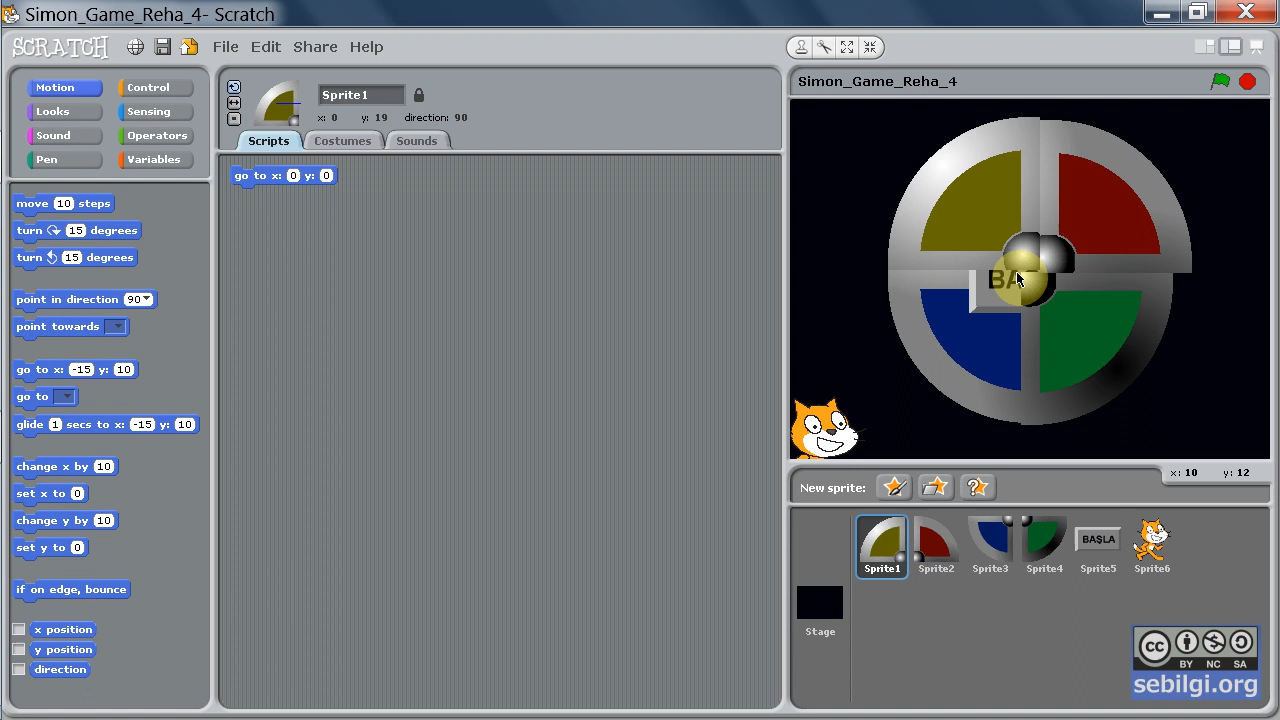 Simon_Game_Reha_4- Scratch
SCRATCH File Edit Share Help
Motion Control
Looks Sensing
Sound Operators
Pen Variables
move 10 steps
turn 15 degrees
turn 15 degrees
point in direction 90
point towards
go to x: -15 y: 10
go to
glide 1 secs to x: -15 y: 10
change x by 10
set x to 0
change y by 10
set y to 0
if on edge, bounce
x position
y position
direction
Sprite1
x: 0 y: 19 direction: 90
Scripts Costumes Sounds
go to x: 0 y: 0
Simon_Game_Reha_4
BA
x: 10 y: 12
New sprite:
BAŞLA
Sprite1 Sprite2 Sprite3 Sprite4 Sprite5 Sprite6
Stage
cc
BY NC SA
sebilgi.org